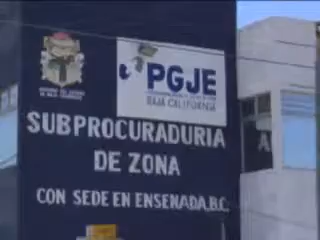 PGJE
BAJA CALIFORNIA
SUBPROCURADURIA
DE ZONA
CON SEDE EN ENSENADA, B.C.